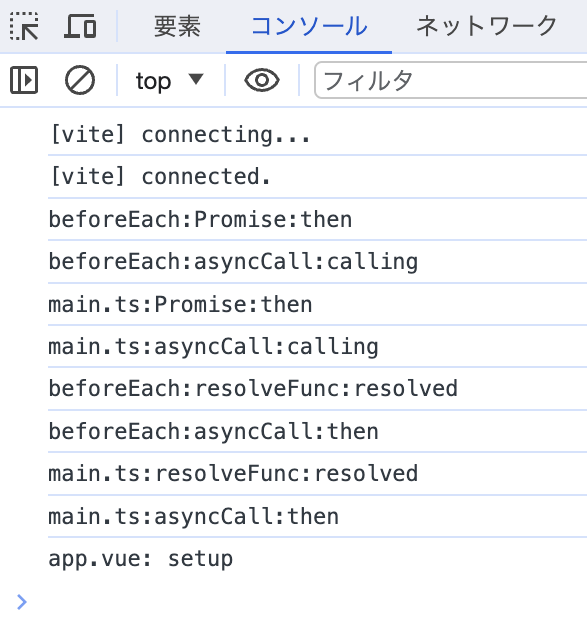 要素 コンソール ネットワーク
top ▼ フィルタ
[vite] connecting...
[vite] connected.
beforeEach:Promise:then
beforeEach:asyncCall:calling
main.ts:Promise:then
main.ts:asyncCall:calling
beforeEach:resolveFunc:resolved
beforeEach:asyncCall:then
main.ts:resolveFunc:resolved
main.ts:asyncCall:then
app.vue: setup